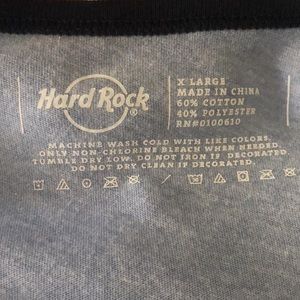 Hard Rock
®
X LARGE
MADE IN CHINA
60% COTTON
40% POLYESTER
RN#0100610
MACHINE WASH COLD WITH LIKE COLORS.
ONLY NON-CHLORINE BLEACH WHEN NEEDED.
TUMBLE DRY LOW. DO NOT IRON IF DECORATED.
DO NOT DRY CLEAN IF DECORATED.